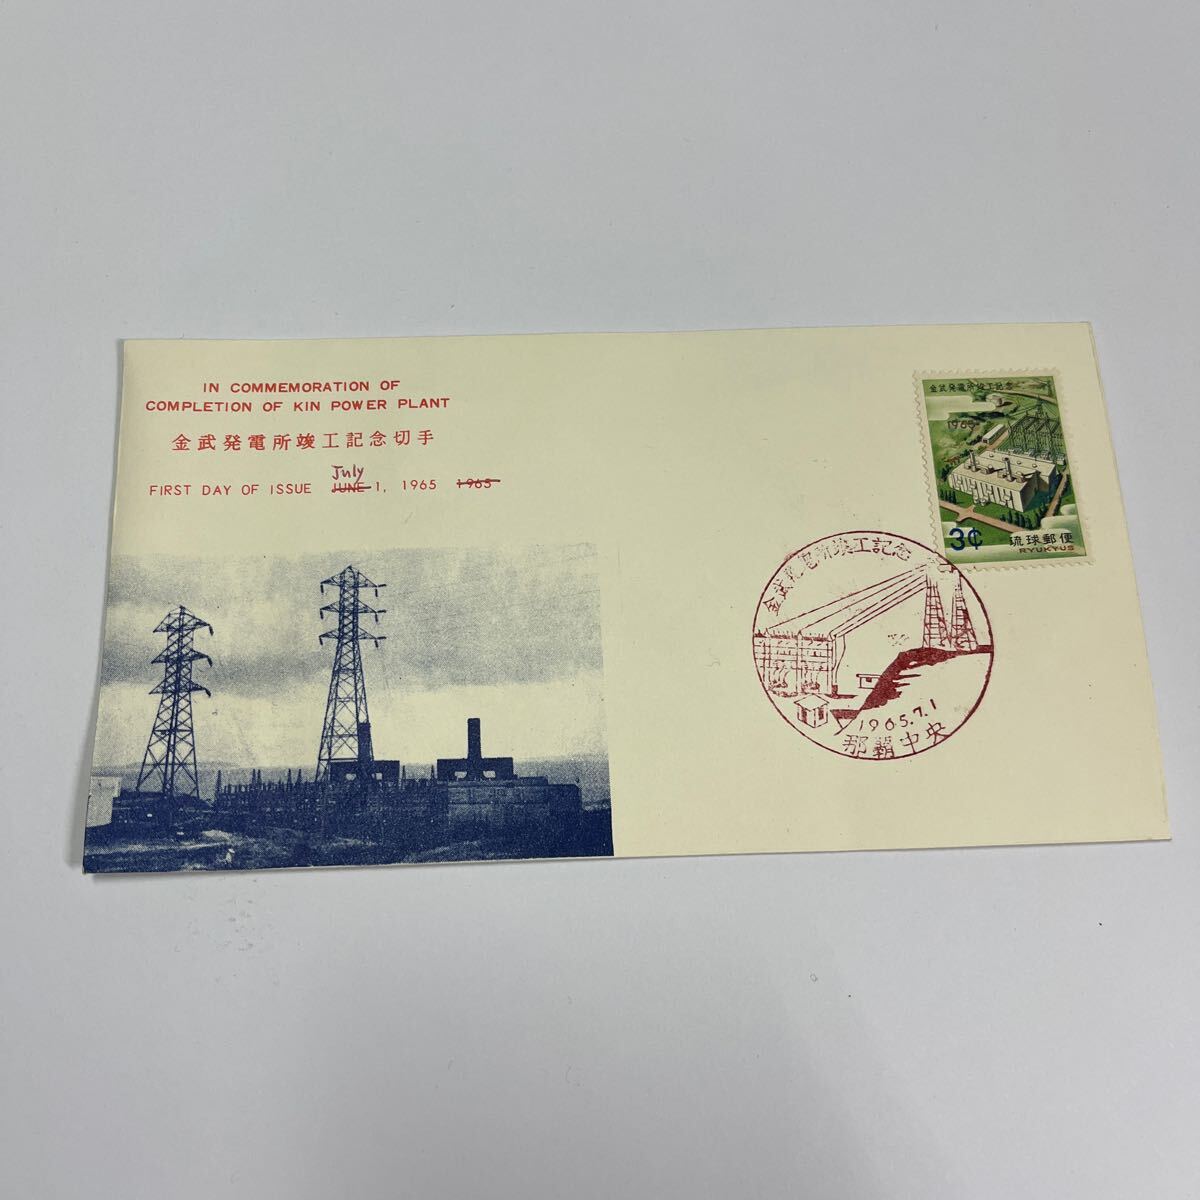 IN COMMEMORATION OF
COMPLETION OF KIN POWER PLANT
金武発電所竣工記念切手
July
FIRST DAY OF ISSUE JUNE 1, 1965 1965
金武発電所竣工記念
1965
3¢ 琉球郵便
RYUKYUS
金武発電所竣工記念
1965.7.1
那覇中央